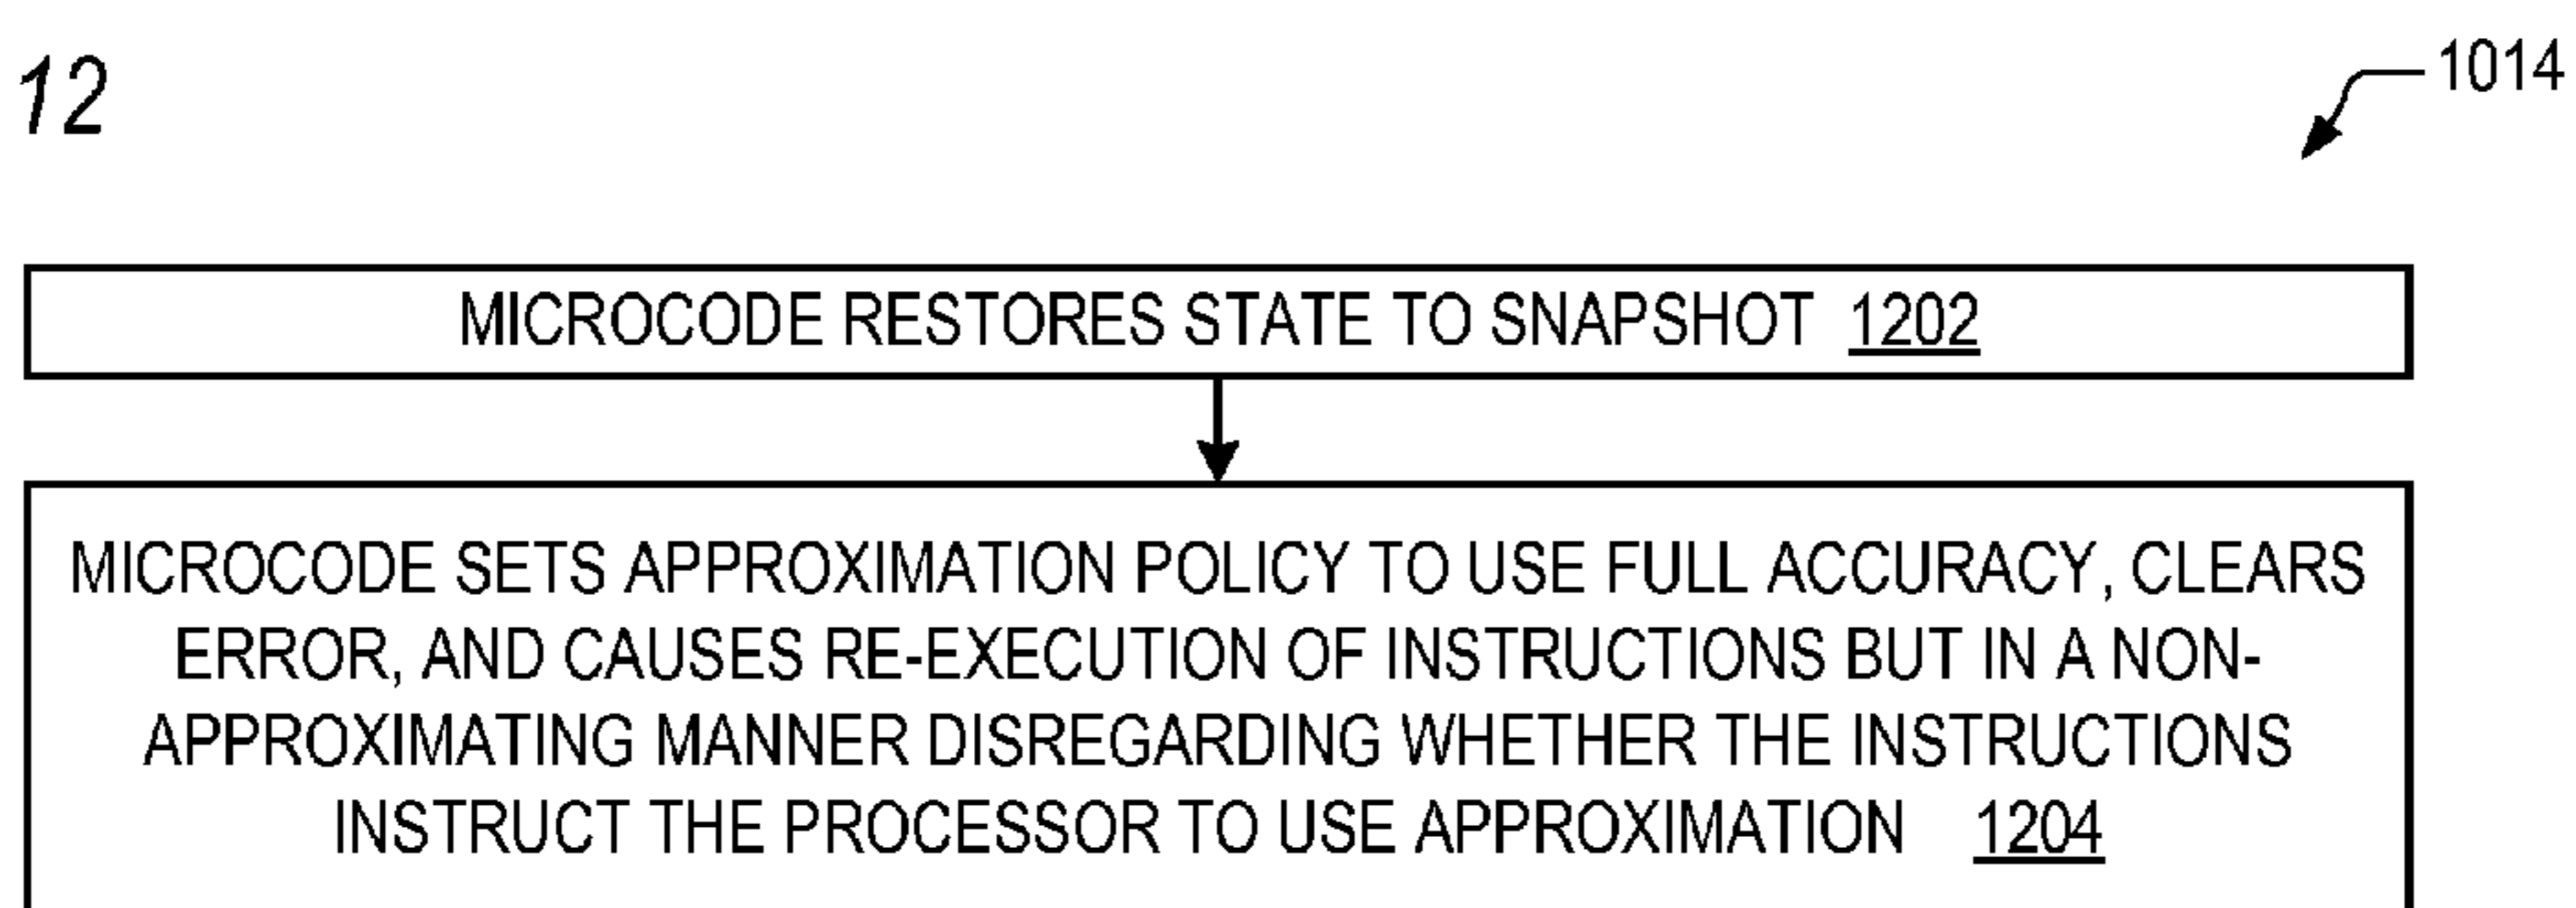 12
1014
MICROCODE RESTORES STATE TO SNAPSHOT 1202
MICROCODE SETS APPROXIMATION POLICY TO USE FULL ACCURACY, CLEARS
ERROR, AND CAUSES RE-EXECUTION OF INSTRUCTIONS BUT IN A NON-
APPROXIMATING MANNER DISREGARDING WHETHER THE INSTRUCTIONS
INSTRUCT THE PROCESSOR TO USE APPROXIMATION 1204